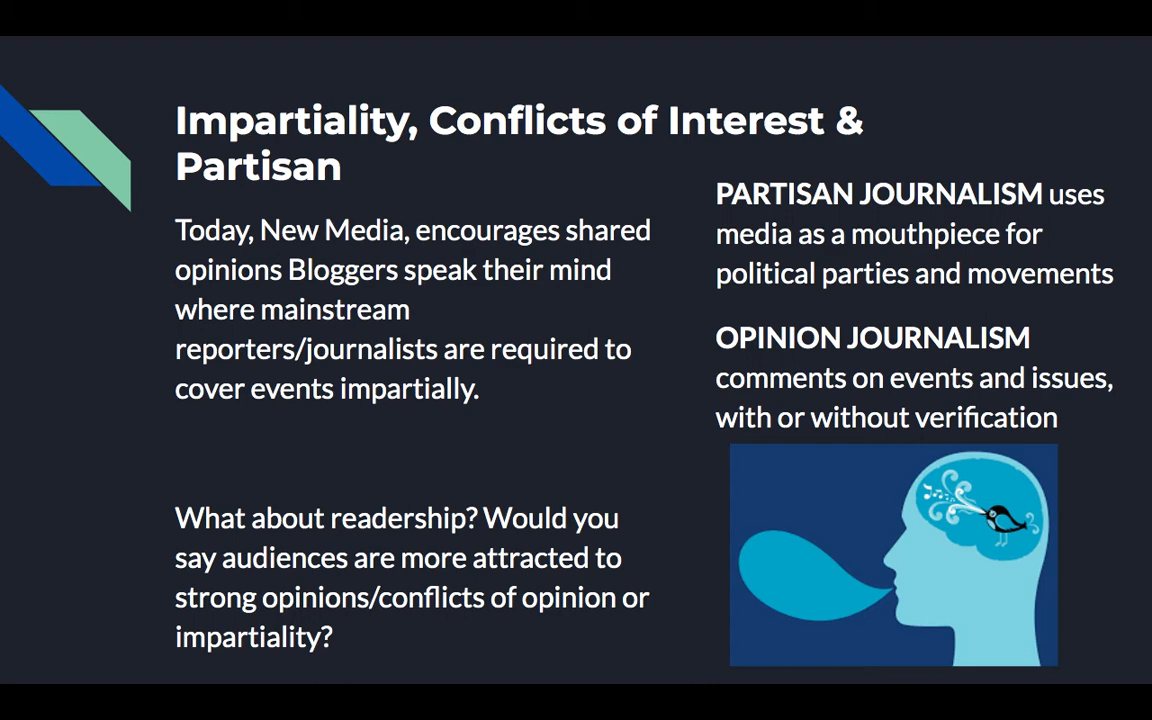 Impartiality, Conflicts of Interest &
Partisan
Today, New Media, encourages shared
opinions Bloggers speak their mind
where mainstream
reporters/journalists are required to
cover events impartially.
What about readership? Would you
say audiences are more attracted to
strong opinions/conflicts of opinion or
impartiality?
PARTISAN JOURNALISM uses
media as a mouthpiece for
political parties and movements
OPINION JOURNALISM
comments on events and issues,
with or without verification